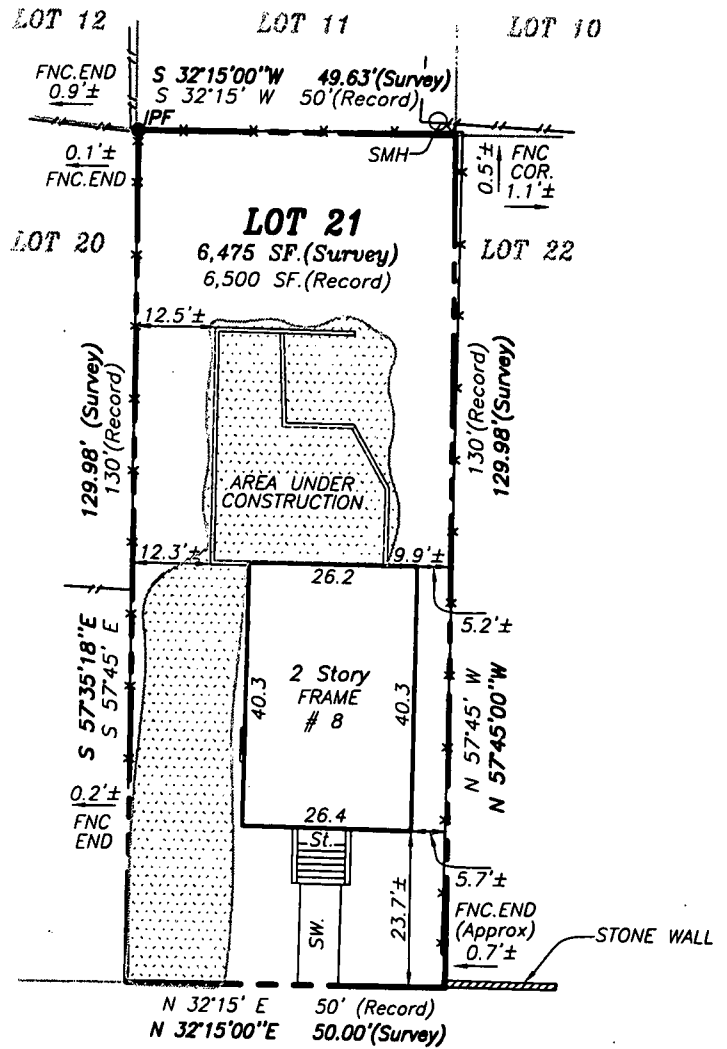 LOT 12
LOT 11
LOT 10
FNC.END
0.9'±
S 32°15'00"W 49.63'(Survey)
S 32°15' W 50'(Record)
IPF
SMH
0.1'±
FNC.END
0.5'±
FNC
COR.
1.1'±
LOT 20
LOT 21
6,475 SF.(Survey)
6,500 SF.(Record)
LOT 22
12.5'±
129.98' (Survey)
130'(Record)
130'(Record)
129.98'(Survey)
AREA UNDER
CONSTRUCTION
12.3'±
9.9'±
26.2
5.2'±
S 57°35'18"E
S 57°45' E
40.3
2 Story
FRAME
# 8
40.3
N 57°45' W
N 57°45'00"W
0.2'±
FNC
END
26.4
St.
5.7'±
SW.
23.7'±
FNC.END
(Approx)
0.7'±
STONE WALL
N 32°15' E 50' (Record)
N 32°15'00"E 50.00'(Survey)